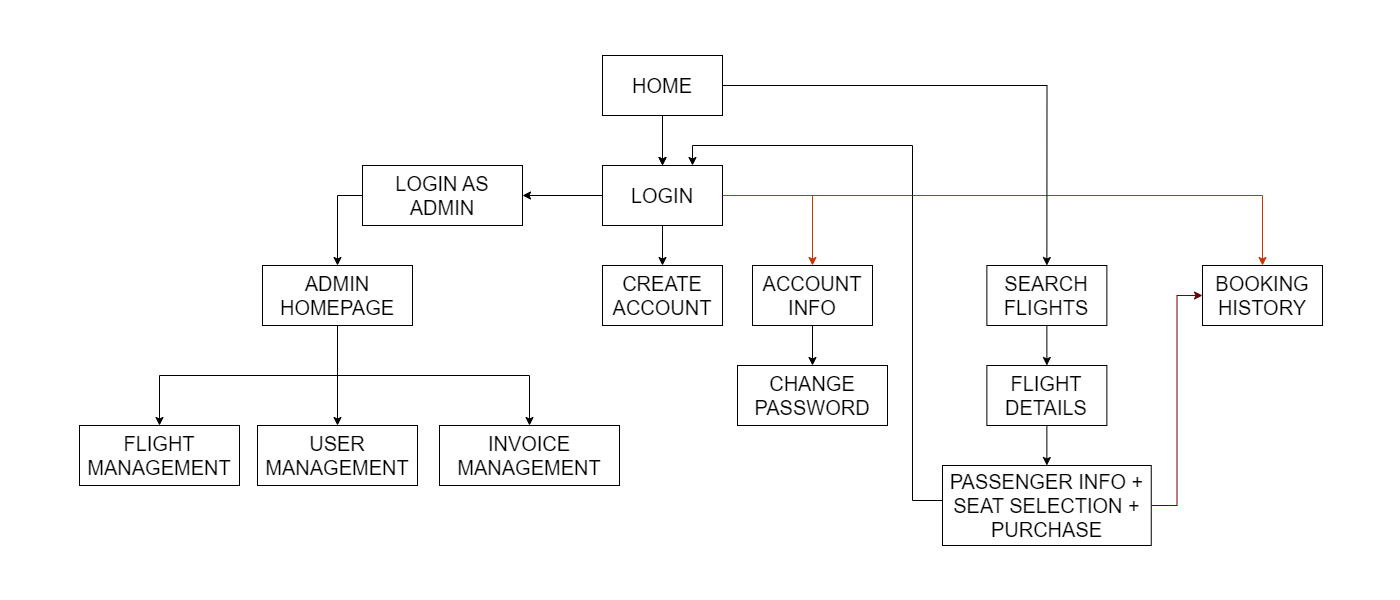 HOME
LOGIN AS
ADMIN
LOGIN
ADMIN
HOMEPAGE
CREATE
ACCOUNT
ACCOUNT
INFO
SEARCH
FLIGHTS
BOOKING
HISTORY
CHANGE
PASSWORD
FLIGHT
DETAILS
FLIGHT
MANAGEMENT
USER
MANAGEMENT
INVOICE
MANAGEMENT
PASSENGER INFO +
SEAT SELECTION +
PURCHASE